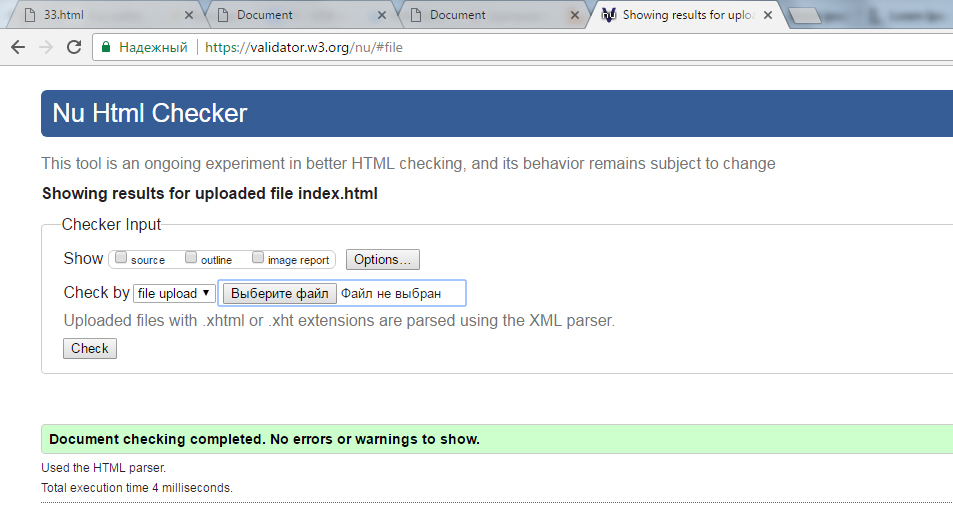 33.html
Document
Document
nu Showing results for uplo
Надежный https://validator.w3.org/nu/#file
Nu Html Checker
This tool is an ongoing experiment in better HTML checking, and its behavior remains subject to change
Showing results for uploaded file index.html
Checker Input
Show source outline image report Options...
Check by file upload Выберите файл Файл не выбран
Uploaded files with .xhtml or .xht extensions are parsed using the XML parser.
Check
Document checking completed. No errors or warnings to show.
Used the HTML parser.
Total execution time 4 milliseconds.